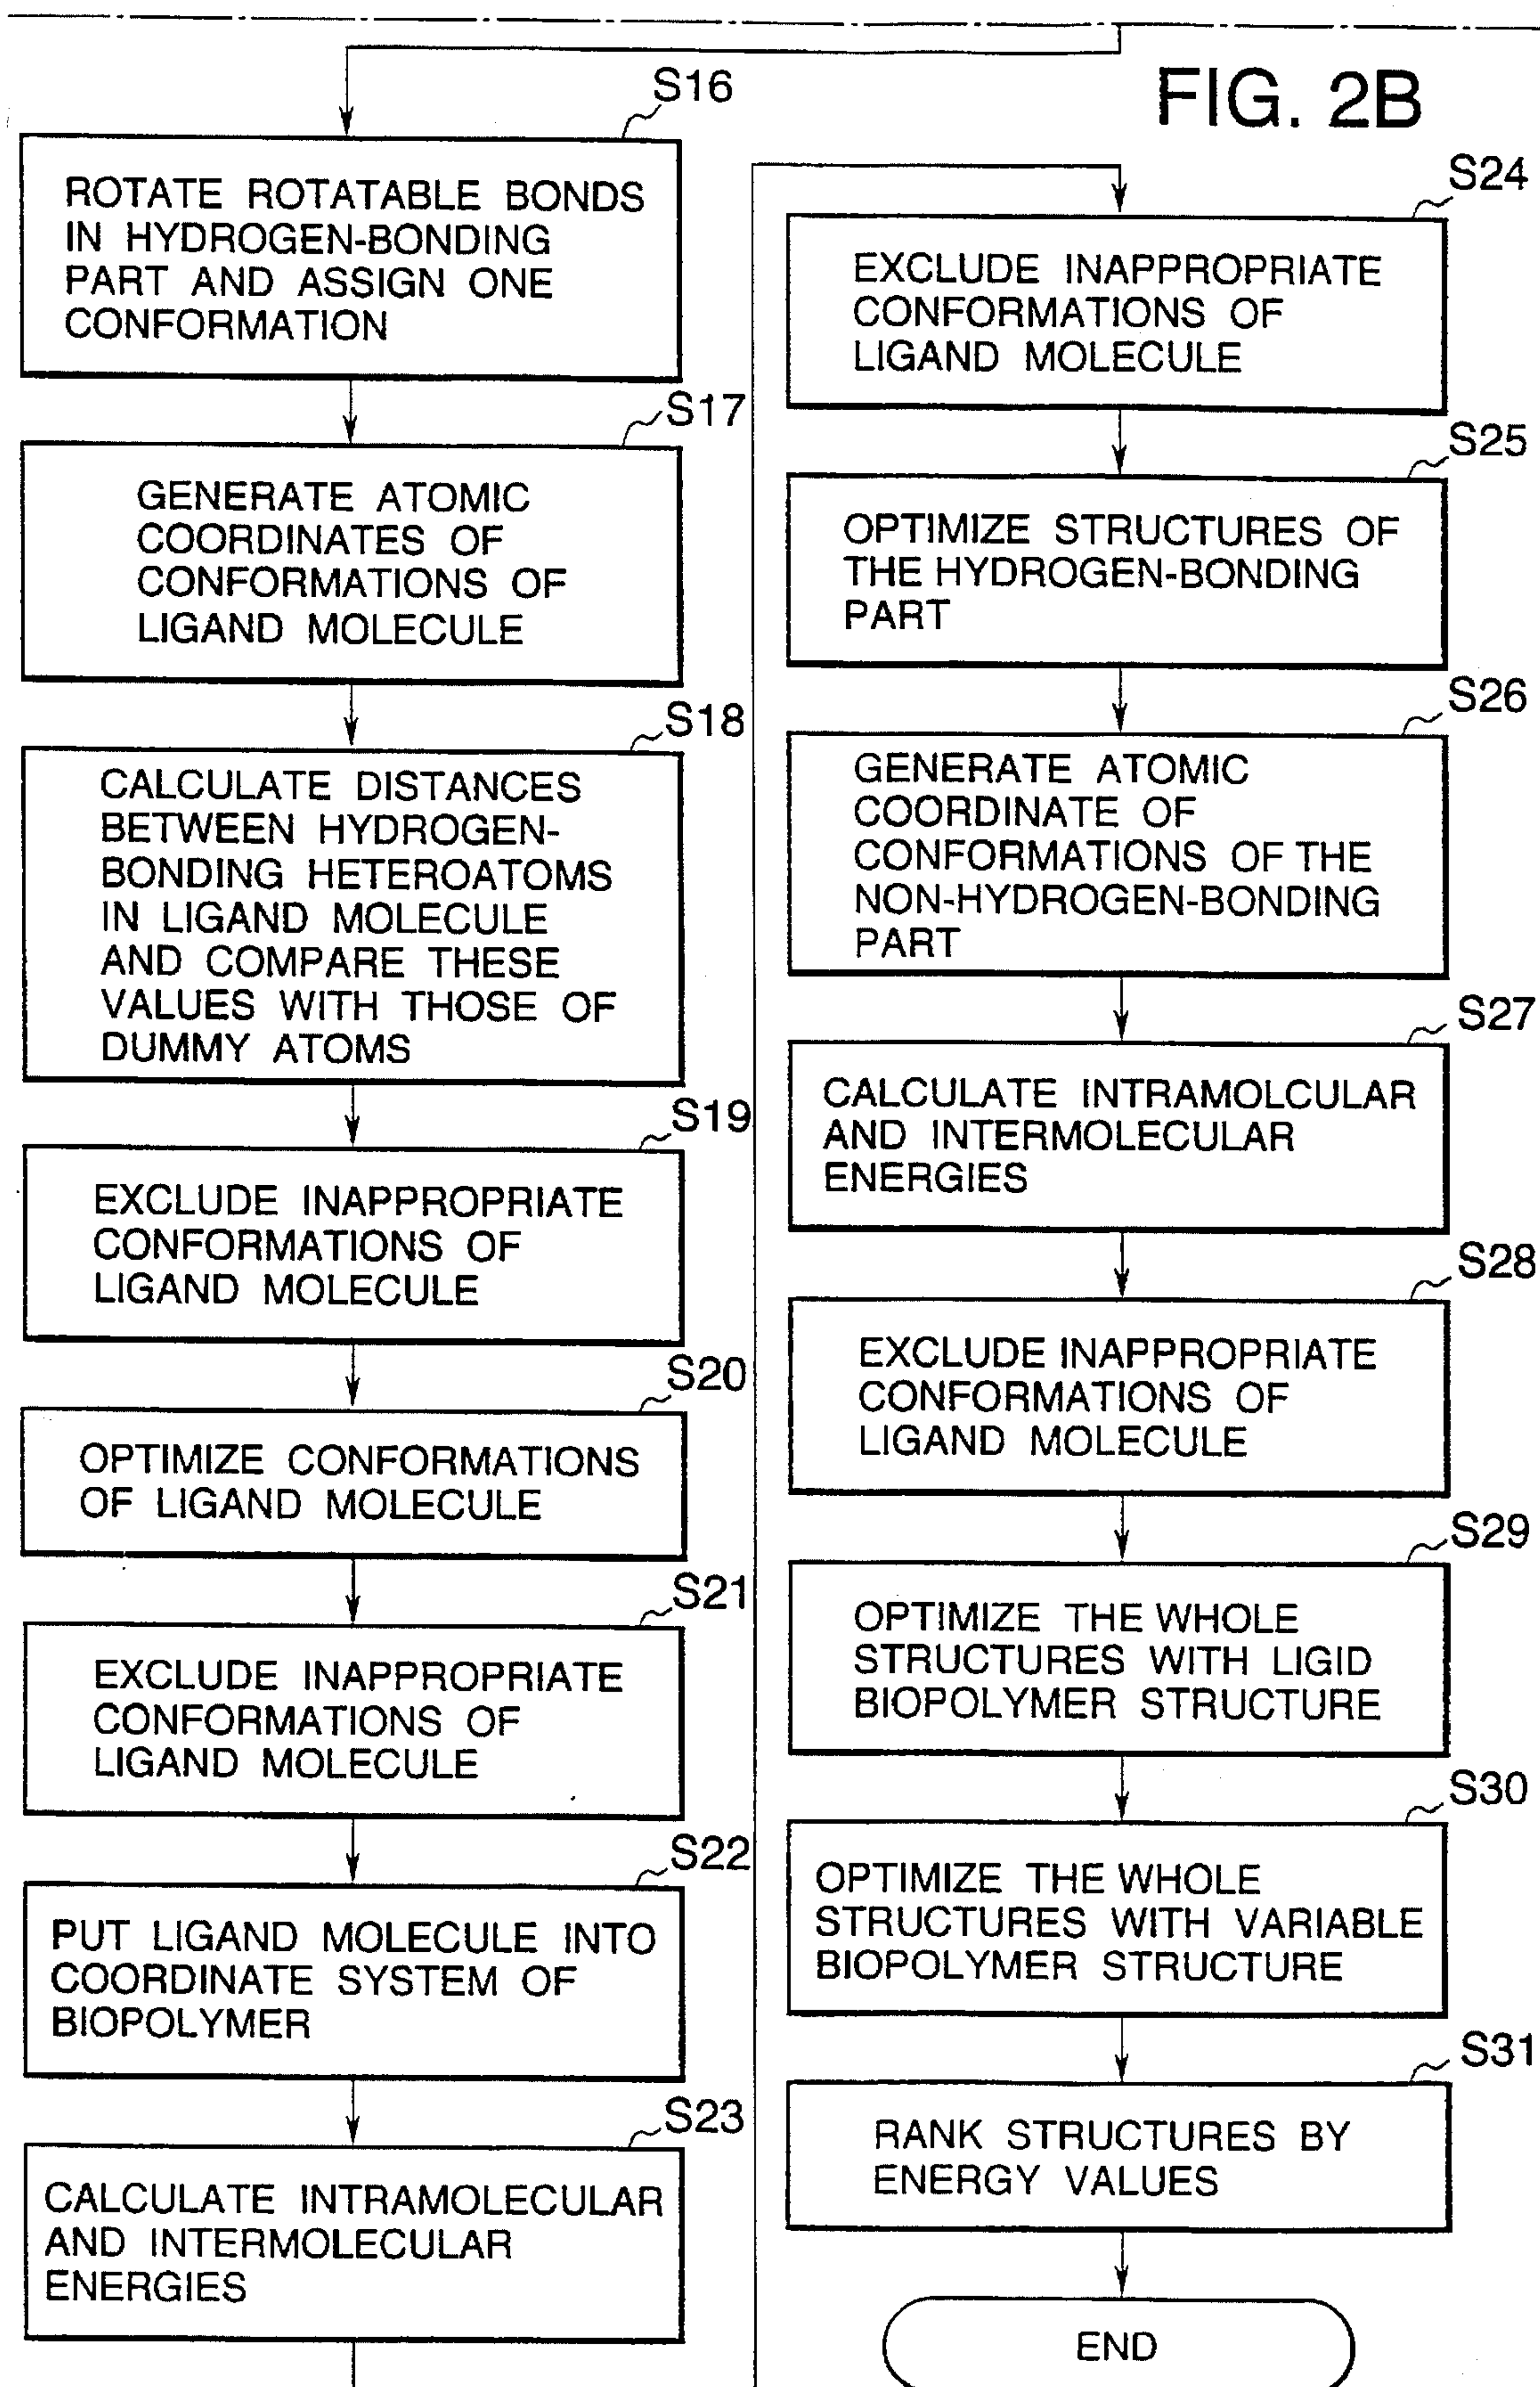 FIG. 2B
S16
ROTATE ROTATABLE BONDS
IN HYDROGEN-BONDING
PART AND ASSIGN ONE
CONFORMATION
S17
GENERATE ATOMIC
COORDINATES OF
CONFORMATIONS OF
LIGAND MOLECULE
S18
CALCULATE DISTANCES
BETWEEN HYDROGEN-
BONDING HETEROATOMS
IN LIGAND MOLECULE
AND COMPARE THESE
VALUES WITH THOSE OF
DUMMY ATOMS
S19
EXCLUDE INAPPROPRIATE
CONFORMATIONS OF
LIGAND MOLECULE
S20
OPTIMIZE CONFORMATIONS
OF LIGAND MOLECULE
S21
EXCLUDE INAPPROPRIATE
CONFORMATIONS OF
LIGAND MOLECULE
S22
PUT LIGAND MOLECULE INTO
COORDINATE SYSTEM OF
BIOPOLYMER
S23
CALCULATE INTRAMOLECULAR
AND INTERMOLECULAR
ENERGIES
S24
EXCLUDE INAPPROPRIATE
CONFORMATIONS OF
LIGAND MOLECULE
S25
OPTIMIZE STRUCTURES OF
THE HYDROGEN-BONDING
PART
S26
GENERATE ATOMIC
COORDINATE OF
CONFORMATIONS OF THE
NON-HYDROGEN-BONDING
PART
S27
CALCULATE INTRAMOLCULAR
AND INTERMOLECULAR
ENERGIES
S28
EXCLUDE INAPPROPRIATE
CONFORMATIONS OF
LIGAND MOLECULE
S29
OPTIMIZE THE WHOLE
STRUCTURES WITH LIGID
BIOPOLYMER STRUCTURE
S30
OPTIMIZE THE WHOLE
STRUCTURES WITH VARIABLE
BIOPOLYMER STRUCTURE
S31
RANK STRUCTURES BY
ENERGY VALUES
END